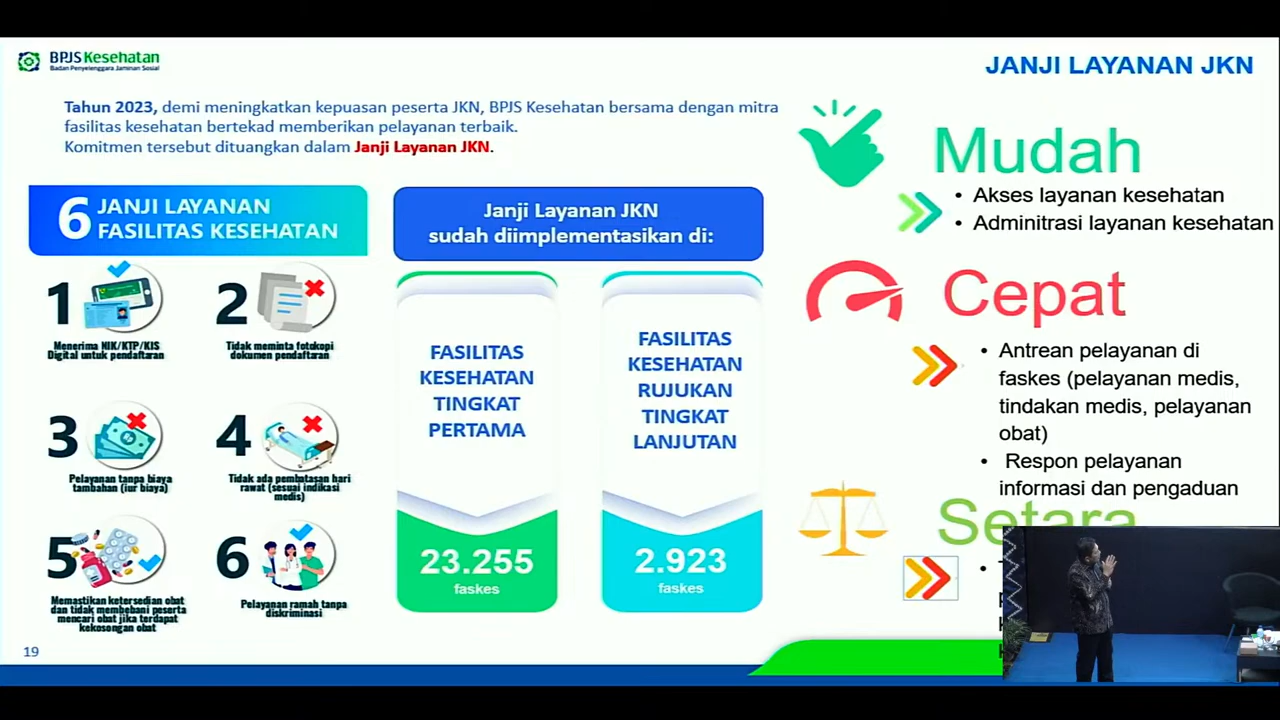 BPJS Kesehatan
Badan Penyelenggara Jaminan Sosial
JANJI LAYANAN JKN
Tahun 2023, demi meningkatkan kepuasan peserta JKN, BPJS Kesehatan bersama dengan mitra
fasilitas kesehatan bertekad memberikan pelayanan terbaik.
Komitmen tersebut dituangkan dalam Janji Layanan JKN.
6 JANJI LAYANAN
FASILITAS KESEHATAN
1
Menerima NIK/KTP/KIS
Digital untuk pendaftaran
2
Tidak meminta fotokopi
dokumen pendaftaran
3
Pelayanan tanpa biaya
tambahan (iur biaya)
4
Tidak ada pembatasan hari
rawat (sesuai indikasi
medis)
5
Memastikan ketersedian obat
dan tidak membebani peserta
mencari obat jika terdapat
kekosongan obat
6
Pelayanan ramah tanpa
diskriminasi
Janji Layanan JKN
sudah diimplementasikan di:
FASILITAS
KESEHATAN
TINGKAT
PERTAMA
23.255
faskes
FASILITAS
KESEHATAN
RUJUKAN
TINGKAT
LANJUTAN
2.923
faskes
Mudah
• Akses layanan kesehatan
• Adminitrasi layanan kesehatan
Cepat
• Antrean pelayanan di
faskes (pelayanan medis,
tindakan medis, pelayanan
obat)
• Respon pelayanan
informasi dan pengaduan
Setara
19